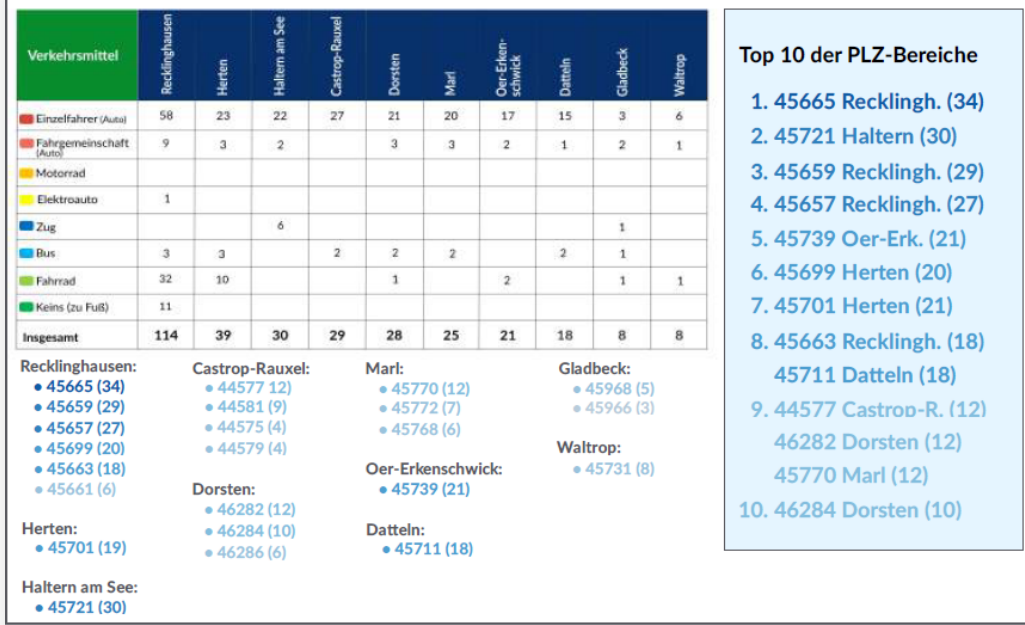 Verkehrsmittel Recklinghausen Herten Haltern am See Castrop-Rauxel Dorsten Marl Oer-Erken-schwick Datteln Gladbeck Waltrop
Einzelfahrer (Auto) 58 23 22 27 21 20 17 15 3 6
Fahrgemeinschaft (Auto) 9 3 2 3 3 2 1 2 1
Motorrad
Elektroauto 1
Zug 6 1
Bus 3 3 2 2 2 2 1
Fahrrad 32 10 1 2 1 1
Keins (zu Fuß) 11
Insgesamt 114 39 30 29 28 25 21 18 8 8
Recklinghausen:
• 45665 (34)
• 45659 (29)
• 45657 (27)
• 45699 (20)
• 45663 (18)
• 45661 (6)
Herten:
• 45701 (19)
Haltern am See:
• 45721 (30)
Castrop-Rauxel:
• 44577 12)
• 44581 (9)
• 44575 (4)
• 44579 (4)
Dorsten:
• 46282 (12)
• 46284 (10)
• 46286 (6)
Marl:
• 45770 (12)
• 45772 (7)
• 45768 (6)
Oer-Erkenschwick:
• 45739 (21)
Datteln:
• 45711 (18)
Gladbeck:
• 45968 (5)
• 45966 (3)
Waltrop:
• 45731 (8)
Top 10 der PLZ-Bereiche
1. 45665 Recklingh. (34)
2. 45721 Haltern (30)
3. 45659 Recklingh. (29)
4. 45657 Recklingh. (27)
5. 45739 Oer-Erk. (21)
6. 45699 Herten (20)
7. 45701 Herten (21)
8. 45663 Recklingh. (18)
45711 Datteln (18)
9. 44577 Castrop-R. (12)
46282 Dorsten (12)
45770 Marl (12)
10. 46284 Dorsten (10)